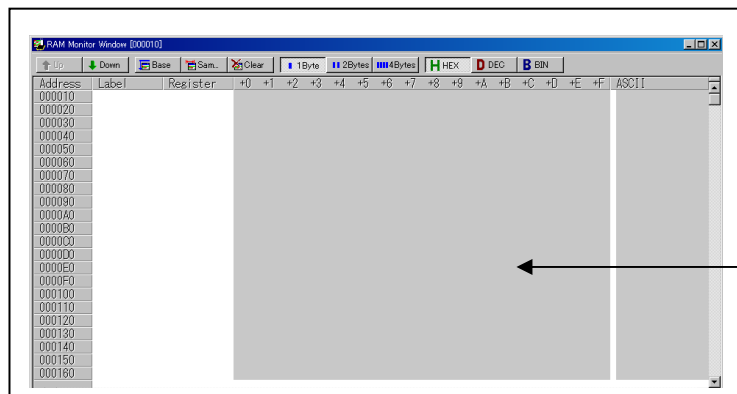 RAM Monitor Window [000010]
Up Down Base Sam... Clear 1Byte 2Bytes 4Bytes H HEX D DEC B BIN
Address Label Register +0 +1 +2 +3 +4 +5 +6 +7 +8 +9 +A +B +C +D +E +F ASCII
000010
000020
000030
000040
000050
000060
000070
000080
000090
0000A0
0000B0
0000C0
0000D0
0000E0
0000F0
000100
000110
000120
000130
000140
000150
000160